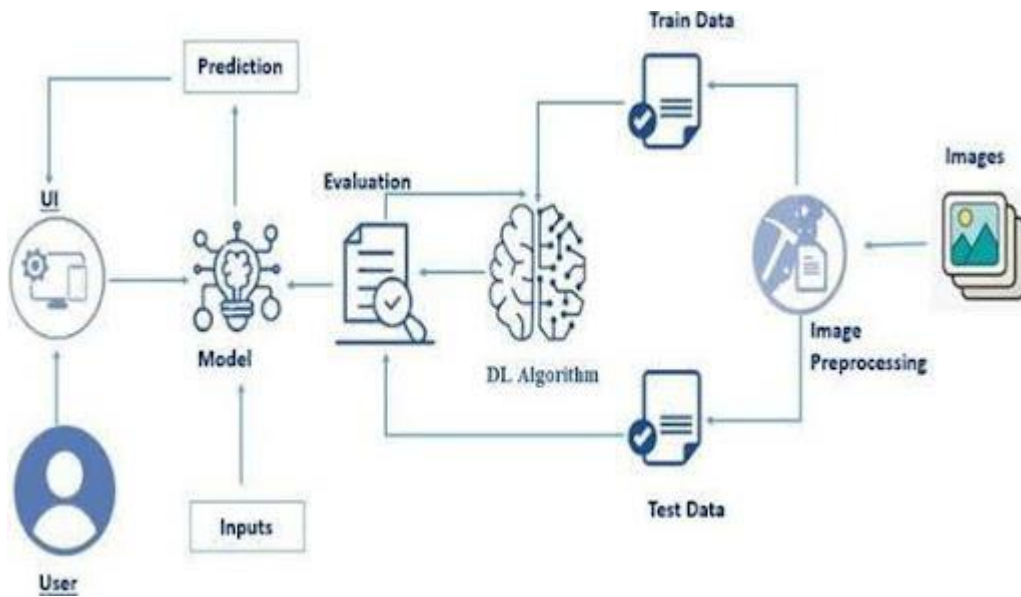 Train Data
Prediction
Images
Evaluation
UI
Image
Preprocessing
Model
DL Algorithm
Test Data
Inputs
User